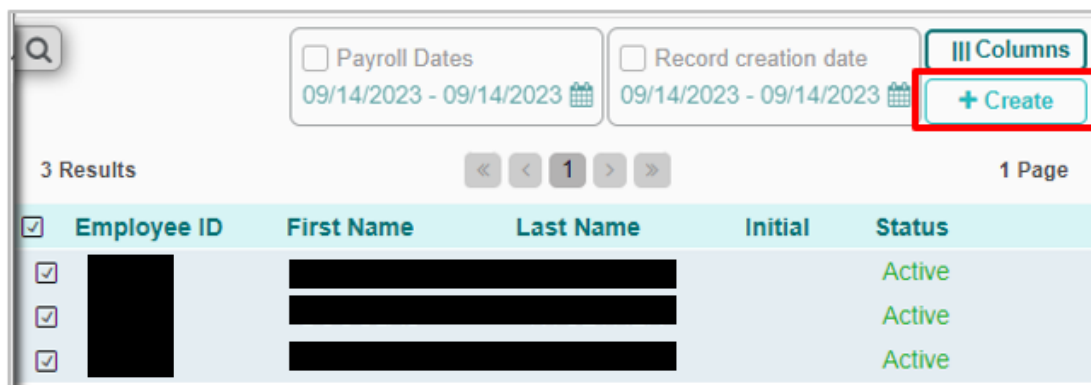 Payroll Dates Record creation date Columns
09/14/2023 - 09/14/2023 09/14/2023 - 09/14/2023 + Create
3 Results « < 1 > » 1 Page
Employee ID First Name Last Name Initial Status
Active
Active
Active